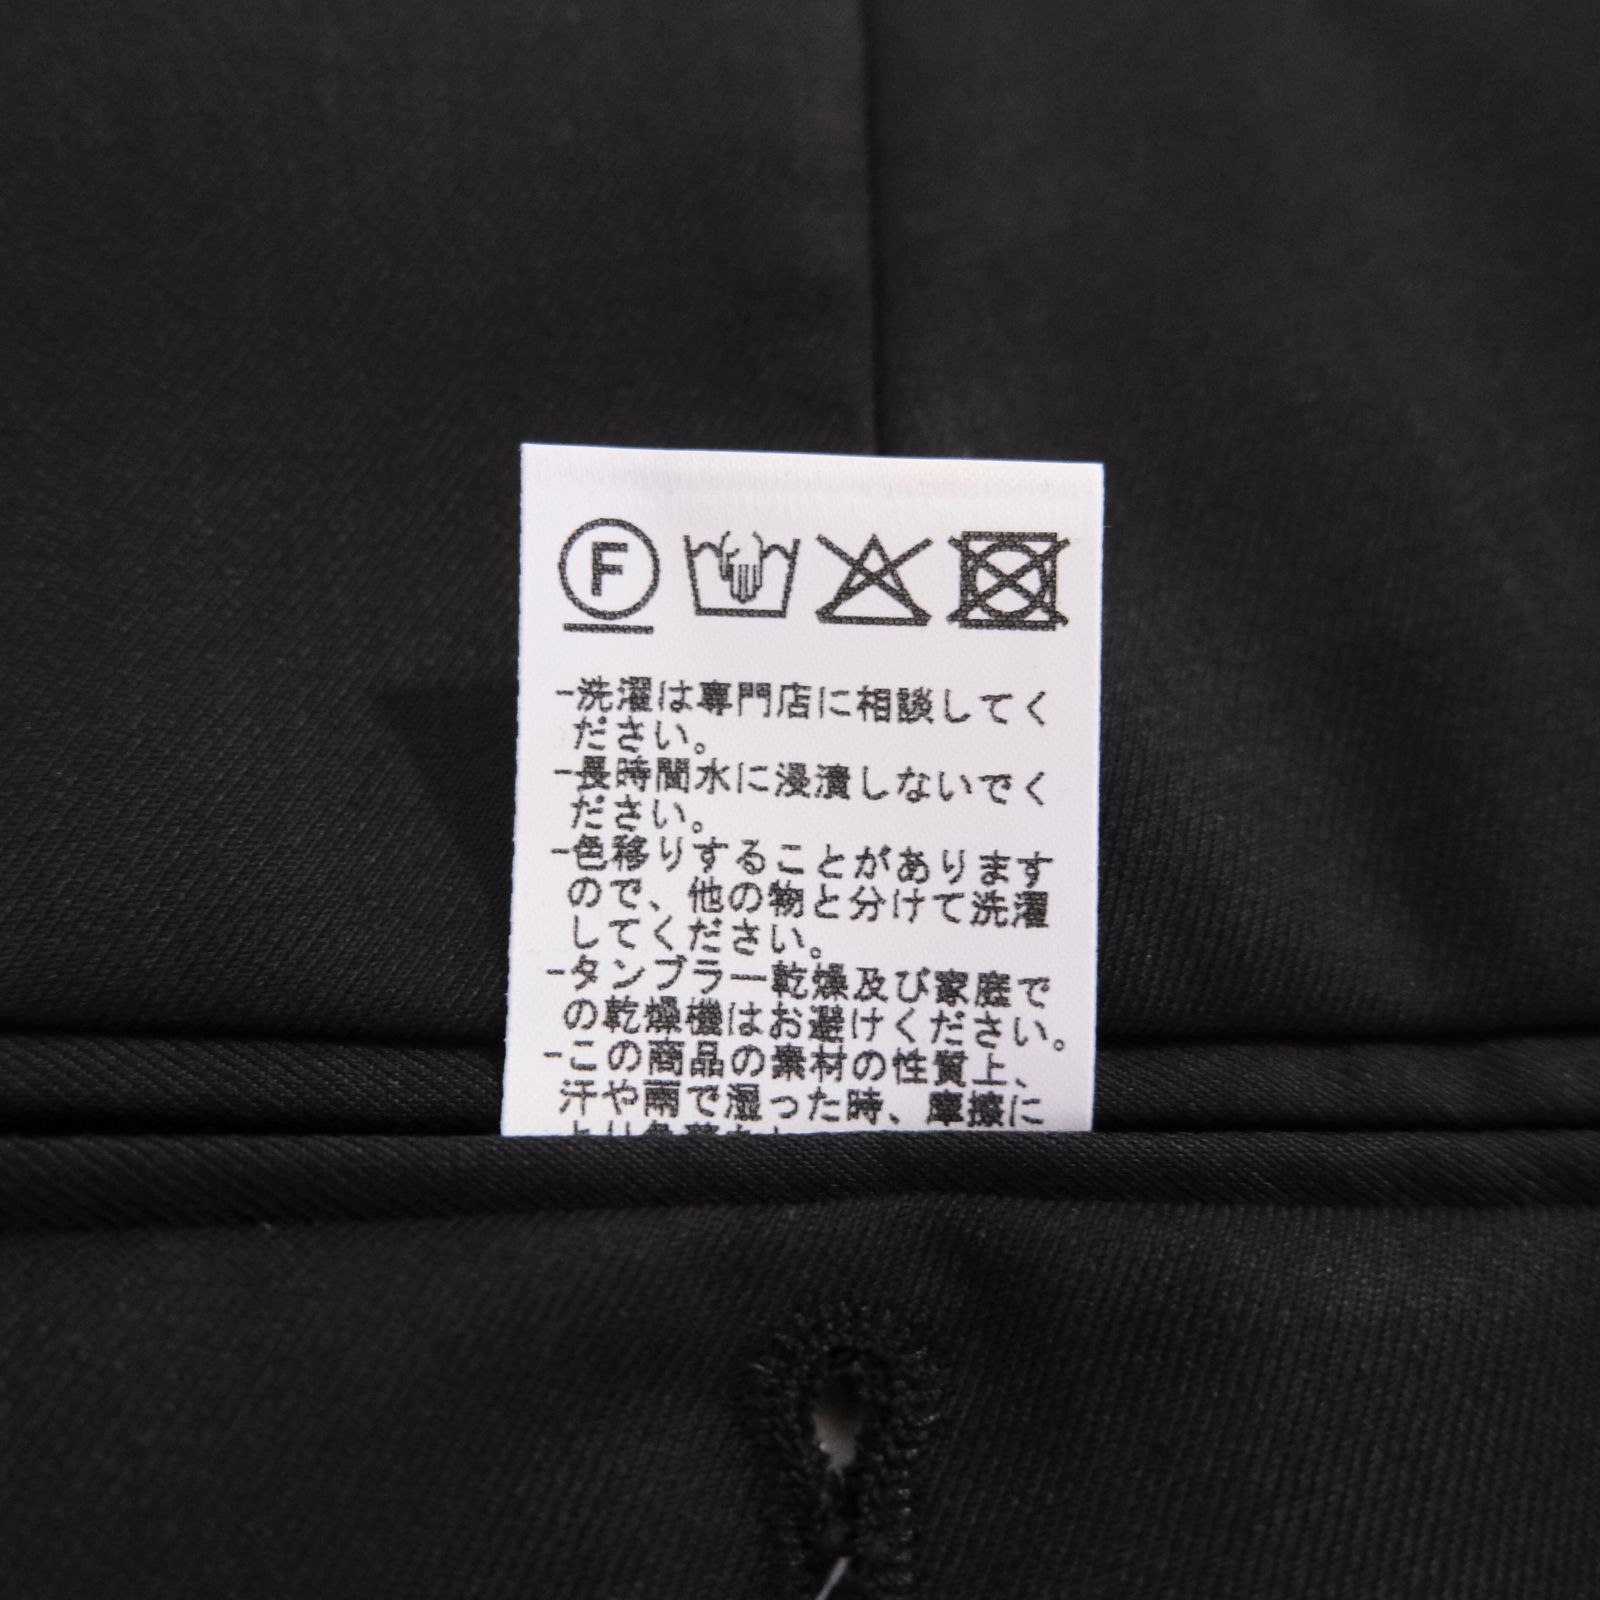 F
-洗濯は専門店に相談してく
ださい。
-長時間水に浸漬しないでく
ださい。
-色移りすることがあります
ので、他の物と分けて洗濯
してください。
-タンブラー乾燥及び家庭で
の乾燥機はお避けください。
-この商品の素材の性質上、
汗や雨で湿った時、摩擦に